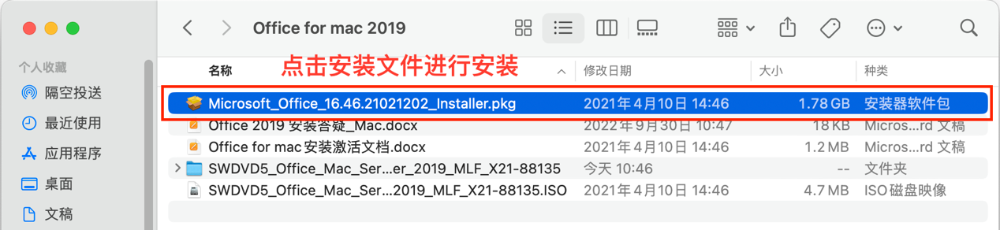 Office for mac 2019
个人收藏
隔空投送
最近使用
应用程序
桌面
文稿
点击安装文件进行安装
名称 修改日期 大小 种类
Microsoft_Office_16.46.21021202_Installer.pkg 2021年4月10日 14:46 1.78 GB 安装器软件包
Office 2019 安装答疑_Mac.docx 2022年9月30日 10:47 18 KB Micros...rd 文稿
Office for mac安装激活文档.docx 2021年4月10日 14:46 1.2 MB Micros...rd 文稿
SWDVD5_Office_Mac_Ser...er_2019_MLF_X21-88135 今天 10:46 -- 文件夹
SWDVD5_Office_Mac_Ser...2019_MLF_X21-88135.ISO 2021年4月10日 14:46 4.7 MB ISO磁盘映像